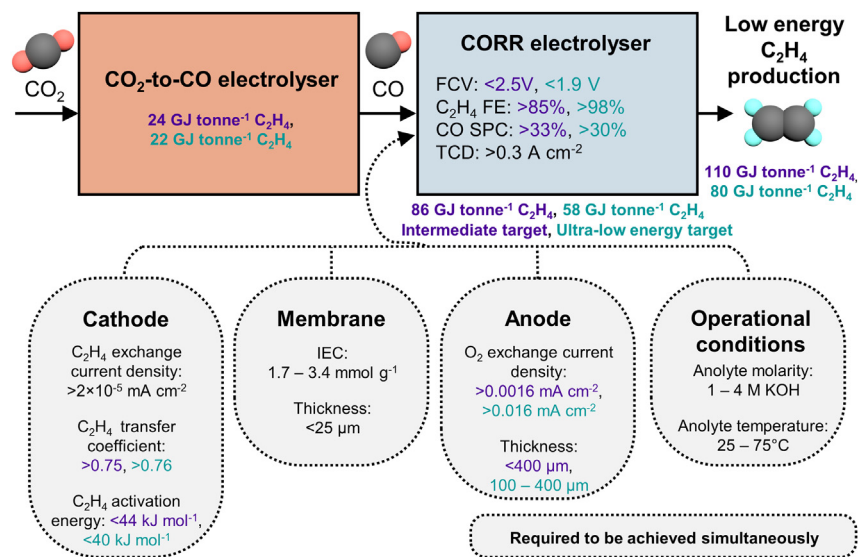 CO₂
CO₂-to-CO electrolyser
24 GJ tonne⁻¹ C₂H₄,
22 GJ tonne⁻¹ C₂H₄
CO
CORR electrolyser
FCV: <2.5V, <1.9 V
C₂H₄ FE: >85%, >98%
CO SPC: >33%, >30%
TCD: >0.3 A cm⁻²
Low energy
C₂H₄
production
110 GJ tonne⁻¹ C₂H₄,
80 GJ tonne⁻¹ C₂H₄
86 GJ tonne⁻¹ C₂H₄, 58 GJ tonne⁻¹ C₂H₄
Intermediate target, Ultra-low energy target
Cathode
C₂H₄ exchange
current density:
>2×10⁻⁵ mA cm⁻²
C₂H₄ transfer
coefficient:
>0.75, >0.76
C₂H₄ activation
energy: <44 kJ mol⁻¹,
<40 kJ mol⁻¹
Membrane
IEC:
1.7 – 3.4 mmol g⁻¹
Thickness:
<25 µm
Anode
O₂ exchange current
density:
>0.0016 mA cm⁻²,
>0.016 mA cm⁻²
Thickness:
<400 µm,
100 – 400 µm
Operational
conditions
Anolyte molarity:
1 – 4 M KOH
Anolyte temperature:
25 – 75°C
Required to be achieved simultaneously